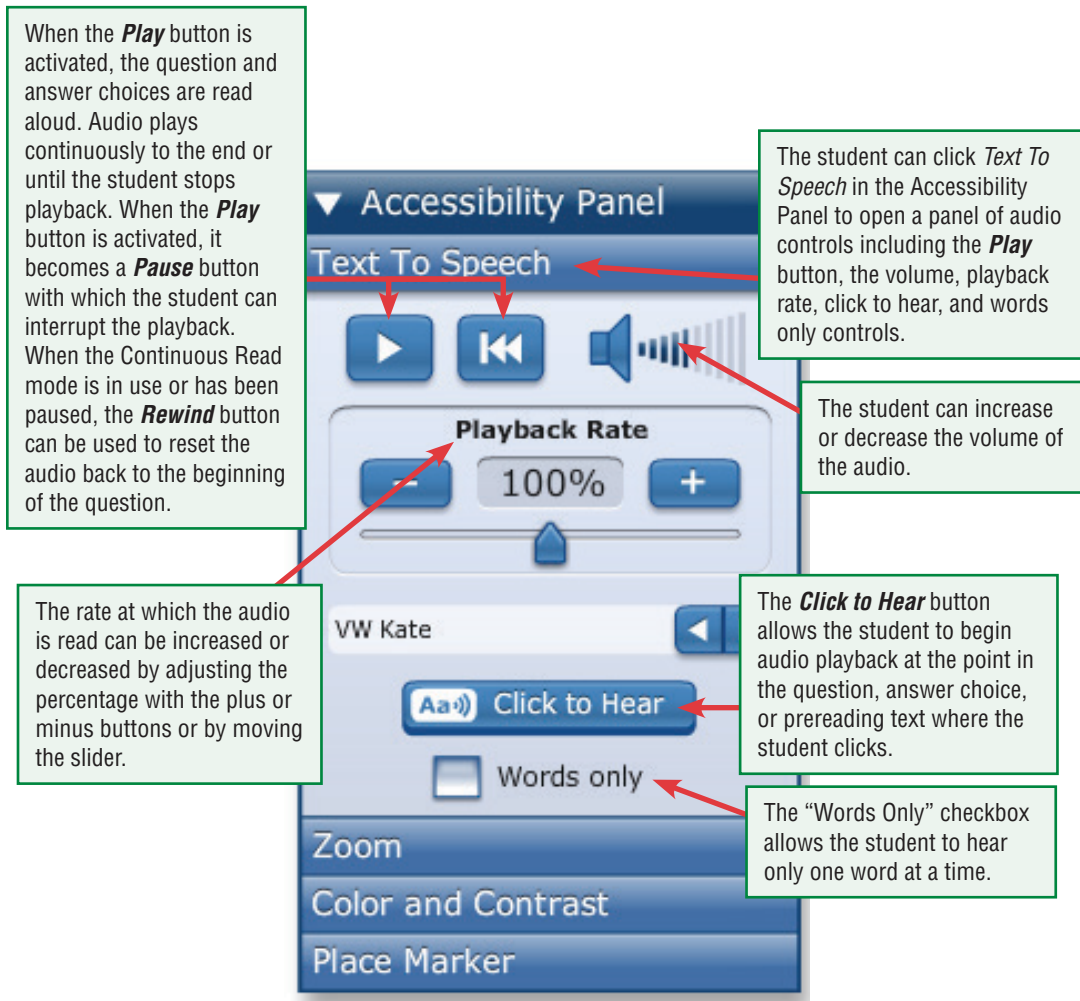 When the Play button is
activated, the question and
answer choices are read
aloud. Audio plays
continuously to the end or
until the student stops
playback. When the Play
button is activated, it
becomes a Pause button
with which the student can
interrupt the playback.
When the Continuous Read
mode is in use or has been
paused, the Rewind button
can be used to reset the
audio back to the beginning
of the question.
The student can click Text To
Speech in the Accessibility
Panel to open a panel of audio
controls including the Play
button, the volume, playback
rate, click to hear, and words
only controls.
Accessibility Panel
Text To Speech
The student can increase
or decrease the volume of
the audio.
Playback Rate
100%
The rate at which the audio
is read can be increased or
decreased by adjusting the
percentage with the plus or
minus buttons or by moving
the slider.
VW Kate
The Click to Hear button
allows the student to begin
audio playback at the point in
the question, answer choice,
or prereading text where the
student clicks.
Aa Click to Hear
Words only
The “Words Only” checkbox
allows the student to hear
only one word at a time.
Zoom
Color and Contrast
Place Marker